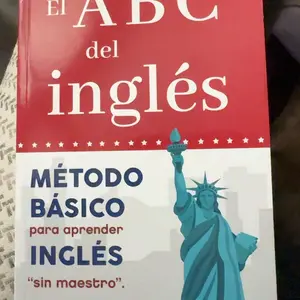 El ABC
del
inglés
MÉTODO
BÁSICO
para aprender
INGLÉS
"sin maestro".